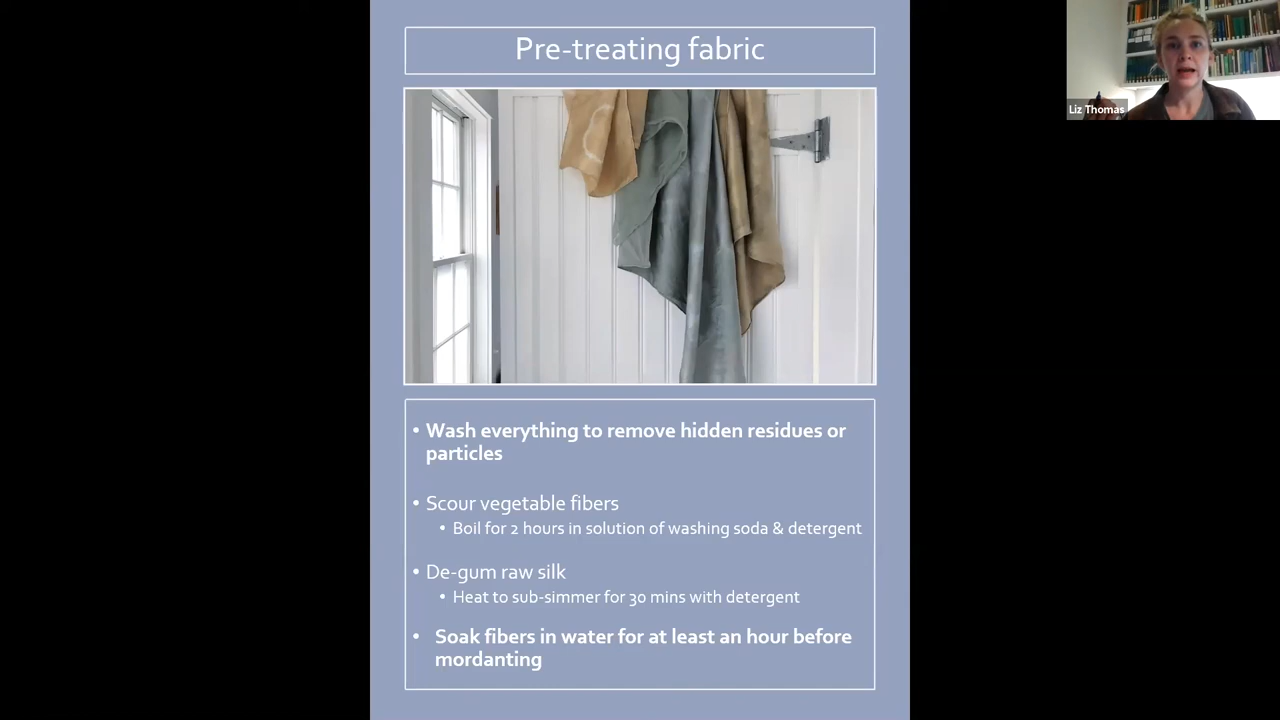 Pre-treating fabric
Liz Thomas
• Wash everything to remove hidden residues or
particles
• Scour vegetable fibers
• Boil for 2 hours in solution of washing soda & detergent
• De-gum raw silk
• Heat to sub-simmer for 30 mins with detergent
• Soak fibers in water for at least an hour before
mordanting